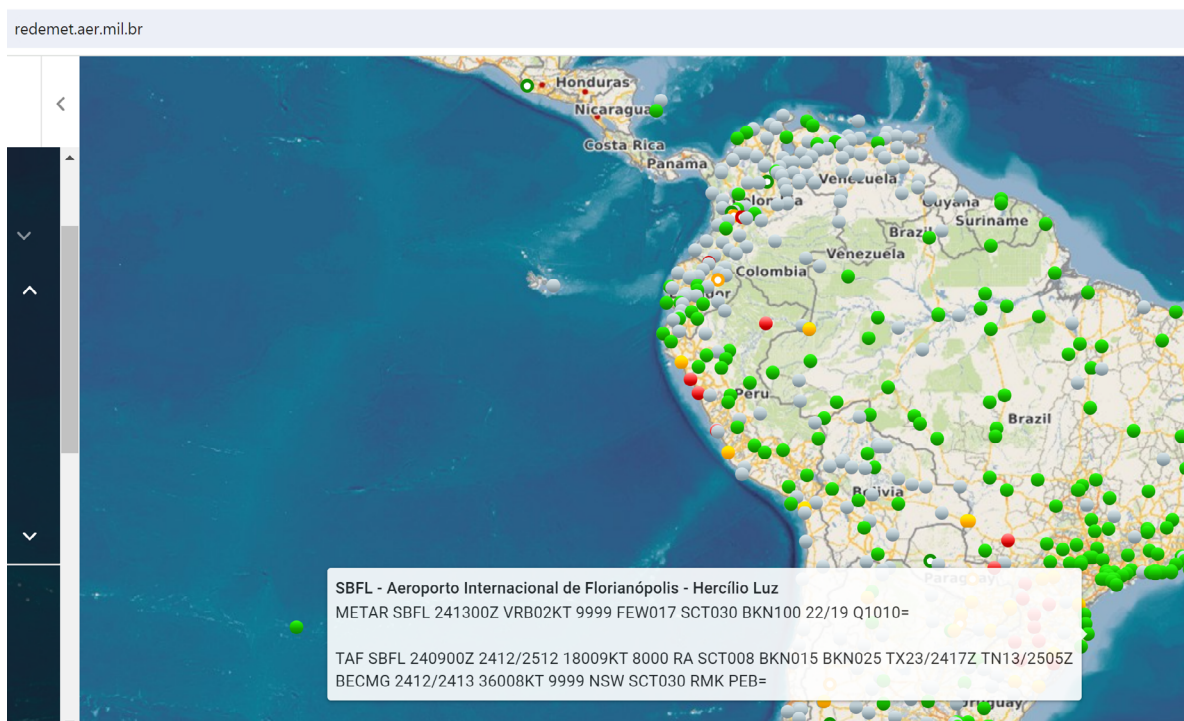 redemet.aer.mil.br
Honduras
Nicaragua
Costa Rica
Panama
Venezuela
Guyana
Suriname
Brazil
Venezuela
Colombia
Peru
Brazil
Bolivia
Paraguay
SBFL - Aeroporto Internacional de Florianópolis - Hercílio Luz
METAR SBFL 241300Z VRB02KT 9999 FEW017 SCT030 BKN100 22/19 Q1010=
TAF SBFL 240900Z 2412/2512 18009KT 8000 RA SCT008 BKN015 BKN025 TX23/2417Z TN13/2505Z
BECMG 2412/2413 36008KT 9999 NSW SCT030 RMK PEB=
Uruguay